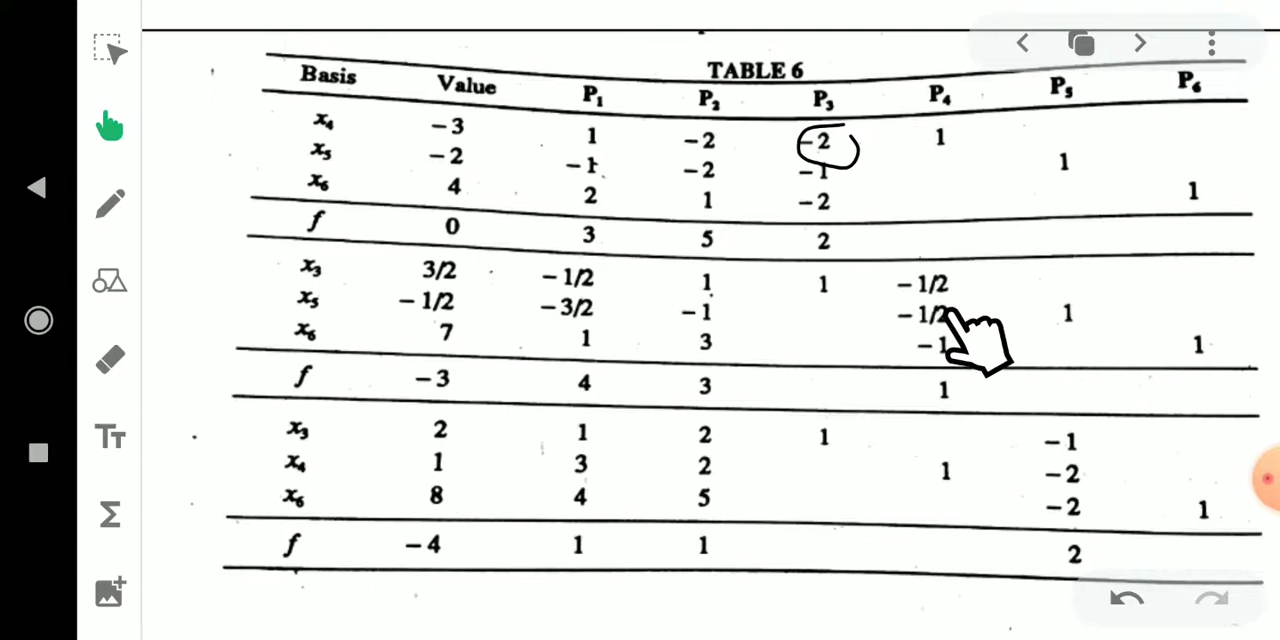 TABLE 6
Basis Value P₁ P₂ P₃ P₄ P₅ P₆
x₄ −3 1 −2 −2 1
x₅ −2 −1 −2 −1 1
x₆ 4 2 1 −2 1
f 0 3 5 2
x₃ 3/2 −1/2 1 1 −1/2
x₅ −1/2 −3/2 −1 −1/2 1
x₆ 7 1 3 −1 1
f −3 4 3 1
x₃ 2 1 2 1 −1
x₄ 1 3 2 1 −2
x₆ 8 4 5 −2 1
f −4 1 1 2
Tт
Σ